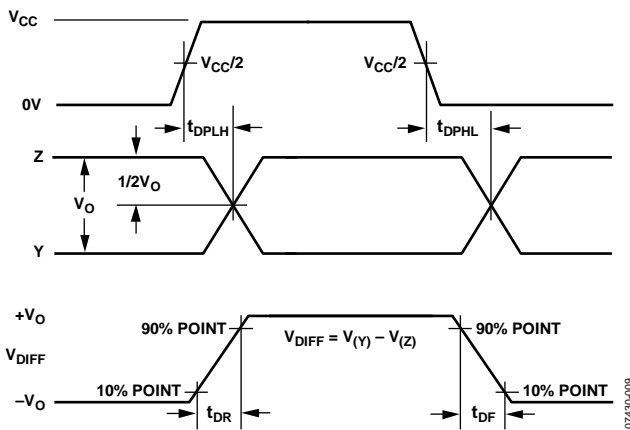 VCC
VCC/2
VCC/2
0V
tDPLH
tDPHL
Z
1/2VO
VO
Y
+VO
90% POINT
VDIFF = V(Y) – V(Z)
90% POINT
VDIFF
10% POINT
10% POINT
–VO
tDR
tDF
07430-009